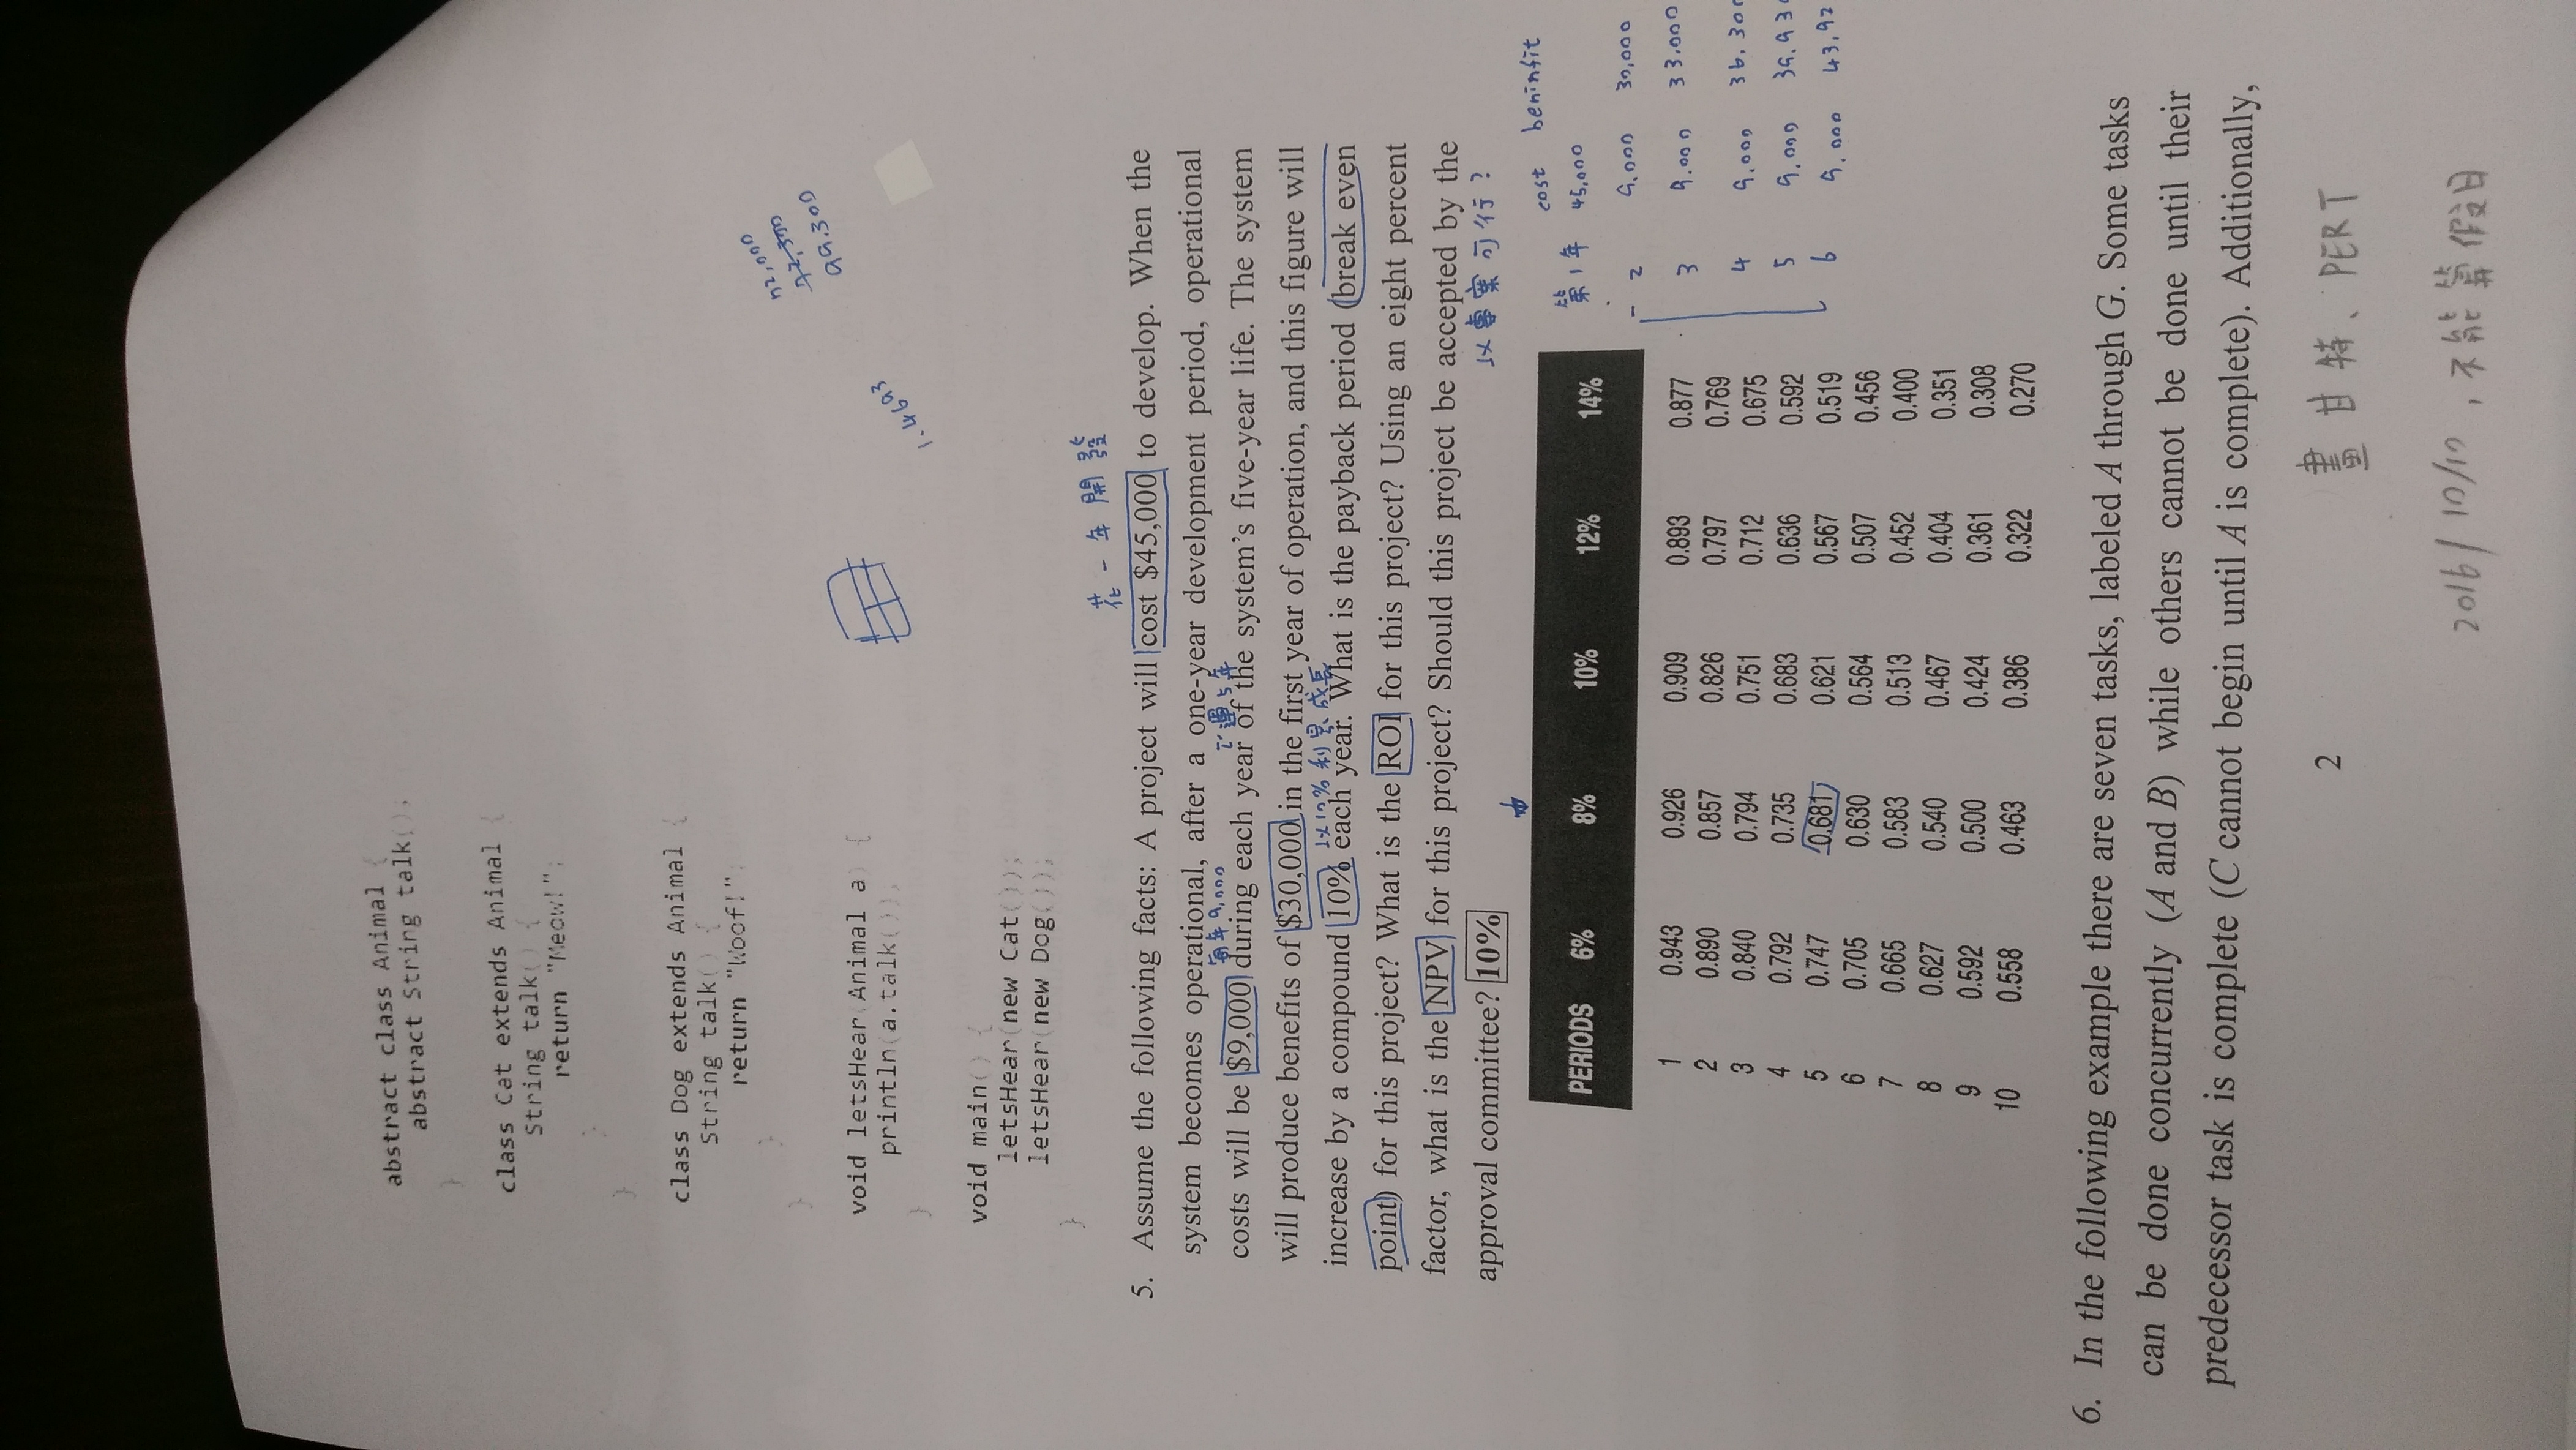 abstract class Animal {
abstract String talk();
}
class Cat extends Animal {
String talk() {
return "Meow!";
}
}
class Dog extends Animal {
String talk() {
return "Woof!";
}
}
void letsHear(Animal a) {
println(a.talk());
}
void main() {
letsHear(new Cat());
letsHear(new Dog());
}
99.300
1.4693
花一年開發
5. Assume the following facts: A project will cost $45,000 to develop. When the
system becomes operational, after a one-year development period, operational
每年9,000
costs will be $9,000 during each year of the system's five-year life. The system
will produce benefits of $30,000 in the first year of operation, and this figure will
以10%利息成長
increase by a compound 10% each year. What is the payback period (break even
point) for this project? What is the ROI for this project? Using an eight percent
factor, what is the NPV for this project? Should this project be accepted by the
approval committee? 10%
可行?
cost beninfit
第1年 45,000
2 9,000 30,000
3 9.000 33.000
4 9.000 36.300
5 9,000
6 9.000
PERIODS 6% 8% 10% 12% 14%
1 0.943 0.926 0.909 0.893 0.877
2 0.890 0.857 0.826 0.797 0.769
3 0.840 0.794 0.751 0.712 0.675
4 0.792 0.735 0.683 0.636 0.592
5 0.747 0.681 0.621 0.567 0.519
6 0.705 0.630 0.564 0.507 0.456
7 0.665 0.583 0.513 0.452 0.400
8 0.627 0.540 0.467 0.404 0.351
9 0.592 0.500 0.424 0.361 0.308
10 0.558 0.463 0.386 0.322 0.270
6. In the following example there are seven tasks, labeled A through G. Some tasks
can be done concurrently (A and B) while others cannot be done until their
predecessor task is complete (C cannot begin until A is complete). Additionally,
畫甘特、PERT
2
2016/10/10,不能算假日